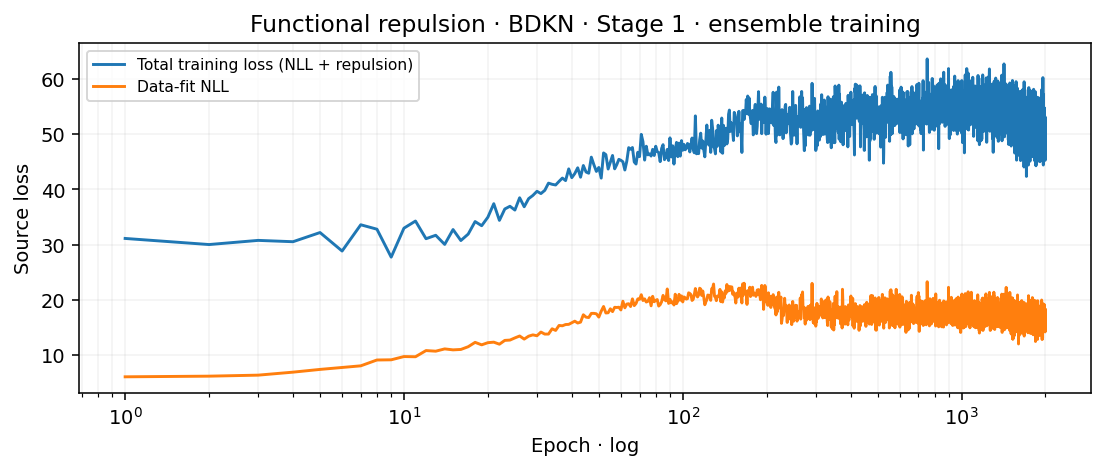 Functional repulsion · BDKN · Stage 1 · ensemble training
Total training loss (NLL + repulsion)
Data-fit NLL
Source loss
60
50
40
30
20
10
10⁰ 10¹ 10² 10³
Epoch · log